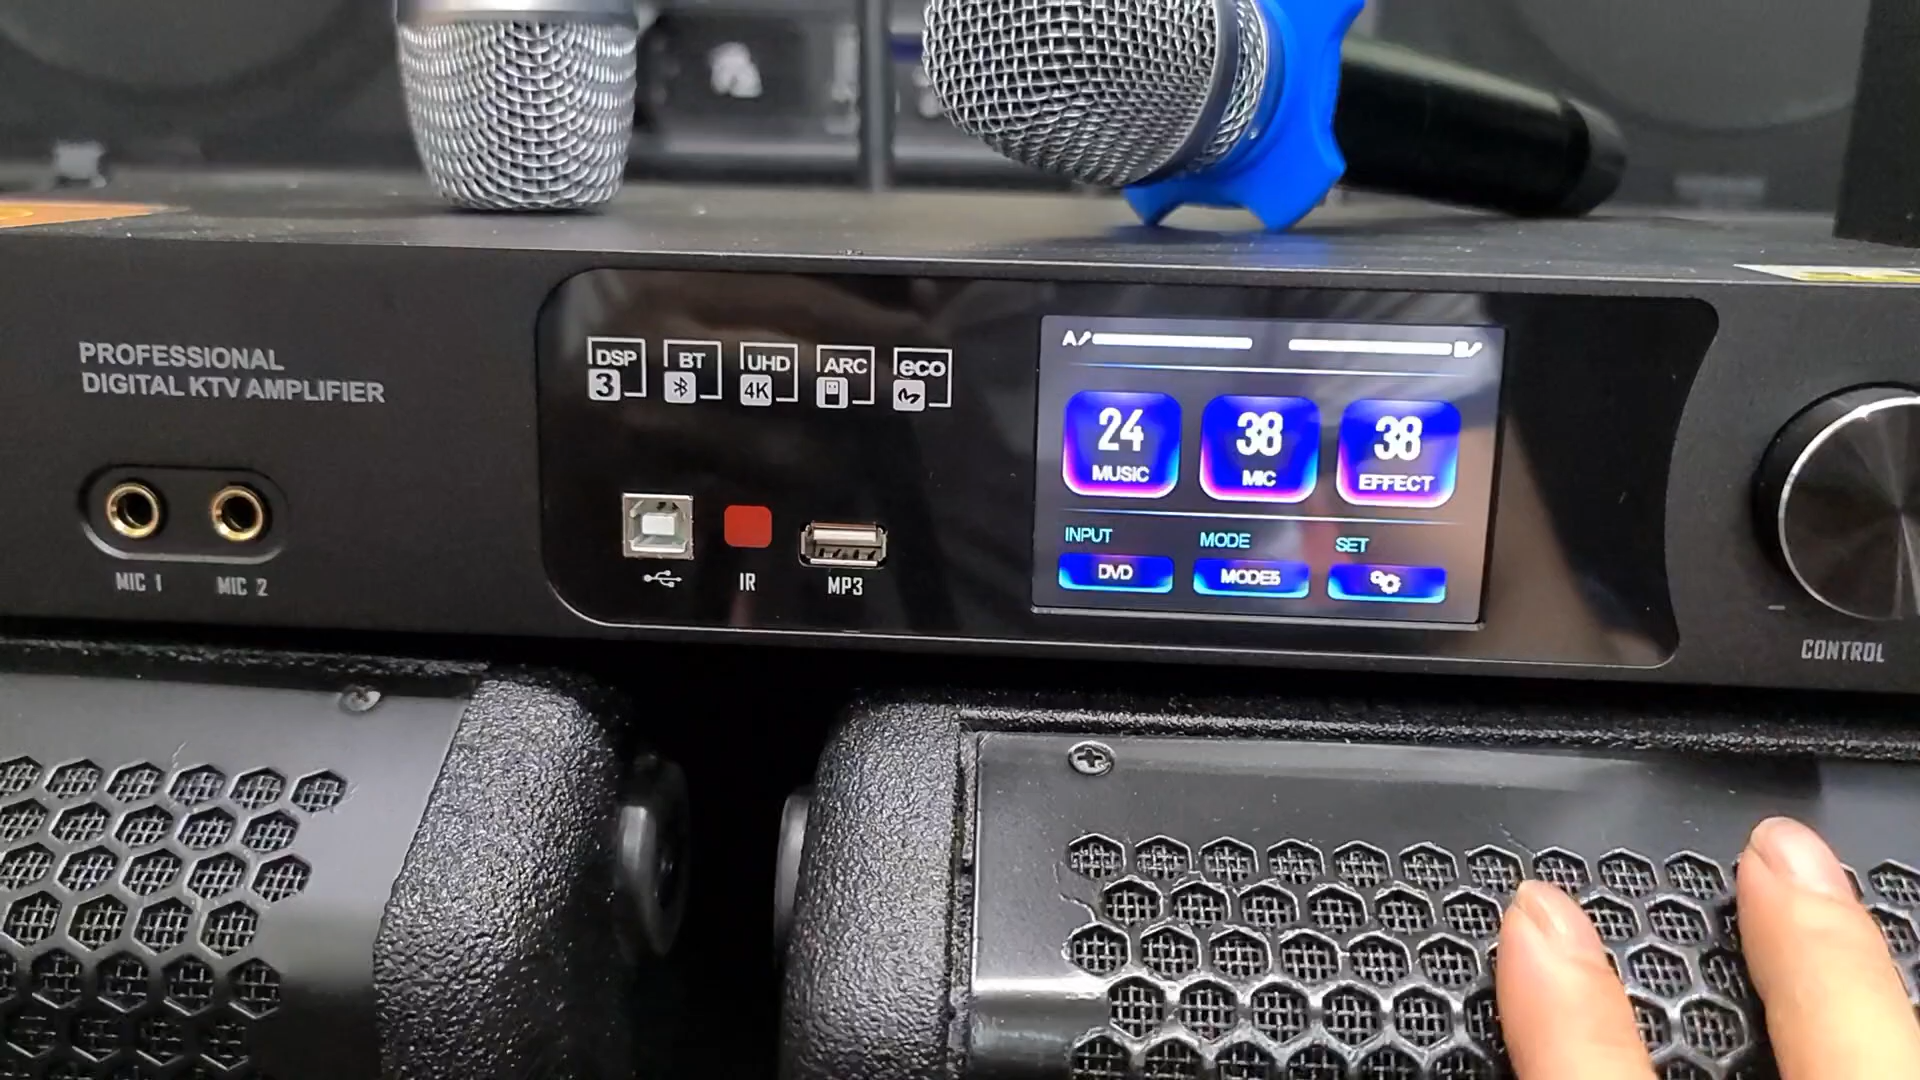 PROFESSIONAL
DIGITAL KTV AMPLIFIER
MIC 1
MIC 2
DSP
3
BT
UHD
4K
ARC
eco
IR
MP3
A
24
MUSIC
38
MIC
38
EFFECT
INPUT
DVD
MODE
MODE5
SET
CONTROL